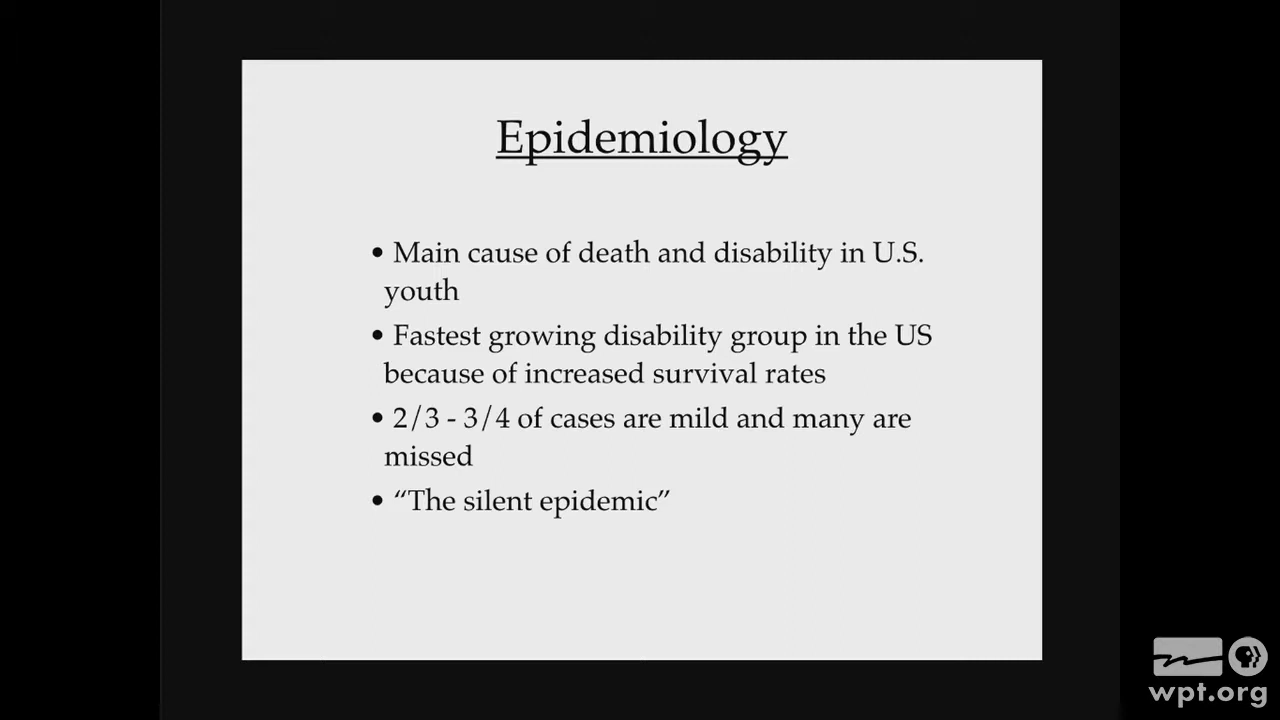 Epidemiology
• Main cause of death and disability in U.S.
youth
• Fastest growing disability group in the US
because of increased survival rates
• 2/3 - 3/4 of cases are mild and many are
missed
• “The silent epidemic”
wpt.org